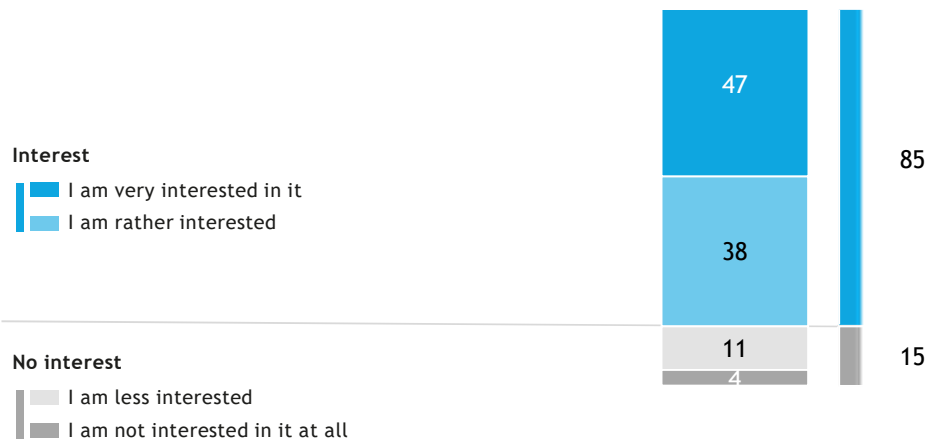 47
Interest
85
I am very interested in it
I am rather interested
38
11
15
No interest
4
I am less interested
I am not interested in it at all